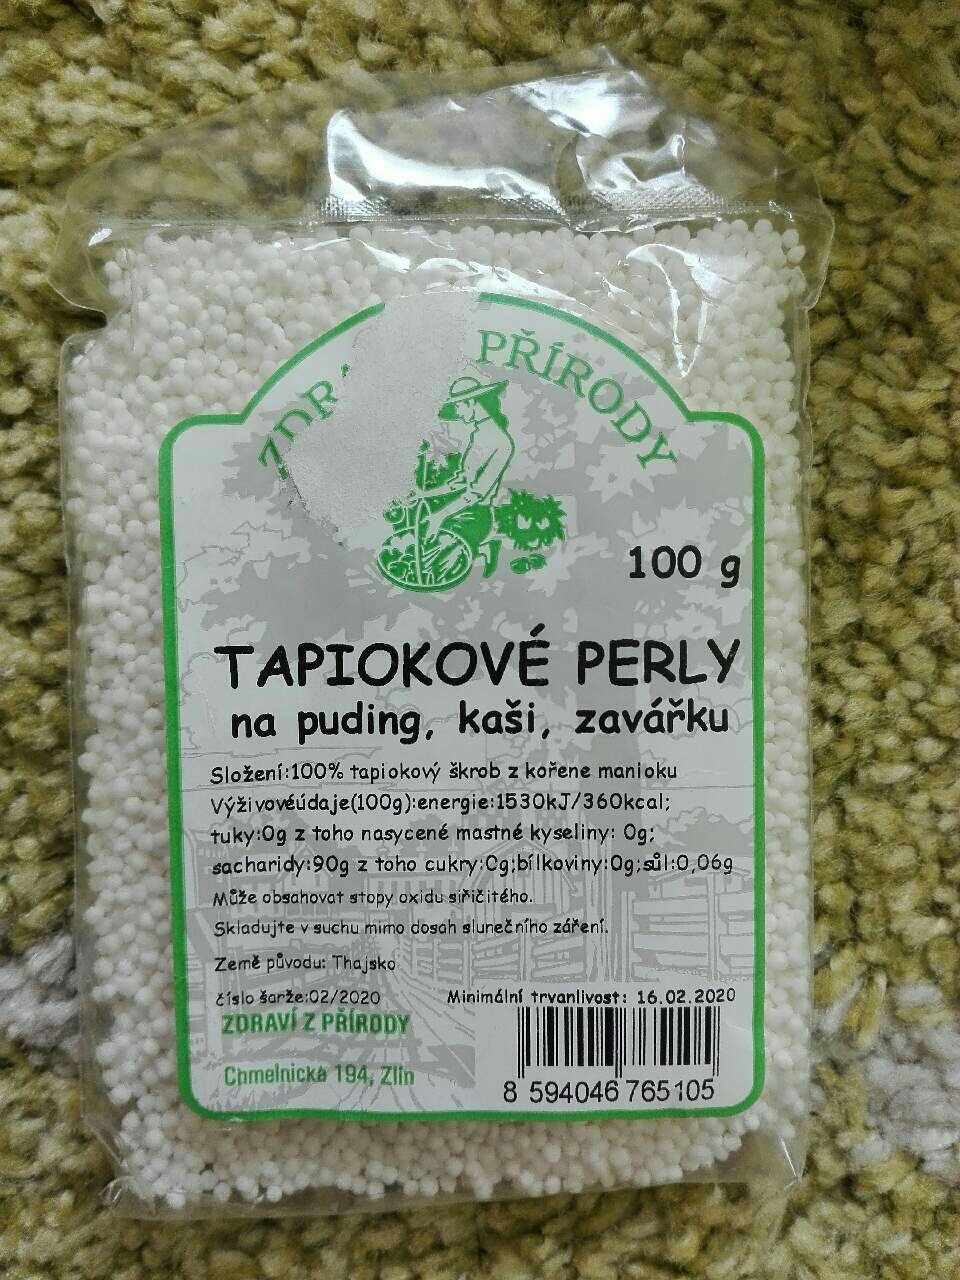 PŘÍRODY
100 g
TAPIOKOVÉ PERLY
na puding, kaši, zavářku
Složení:100% tapiokový škrob z kořene manioku
Výživovéúdaje(100g):energie:1530kJ/360kcal;
tuky:0g z toho nasycené mastné kyseliny: 0g;
sacharidy:90g z toho cukry:0g;bílkoviny:0g;sůl:0,06g
Může obsahovat stopy oxidu siřičitého.
Skladujte v suchu mimo dosah slunečního záření.
Země původu: Thajsko
číslo šarže:02/2020 Minimální trvanlivost: 16.02.2020
ZDRAVÍ Z PŘÍRODY
Chmelnická 194, Zlín
8 594046 765105